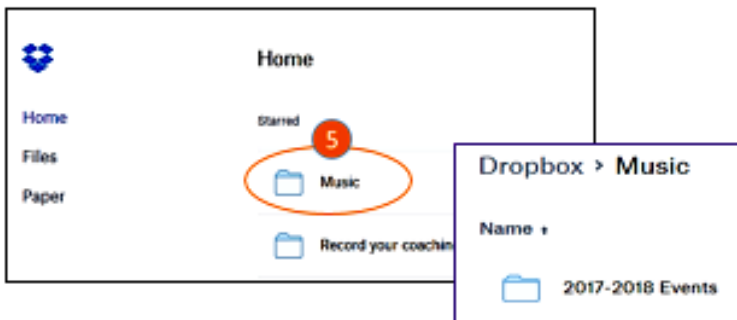 Home
Home
Starred
5
Files
Music
Paper
Record your coachin
Dropbox > Music
Name ↑
2017-2018 Events